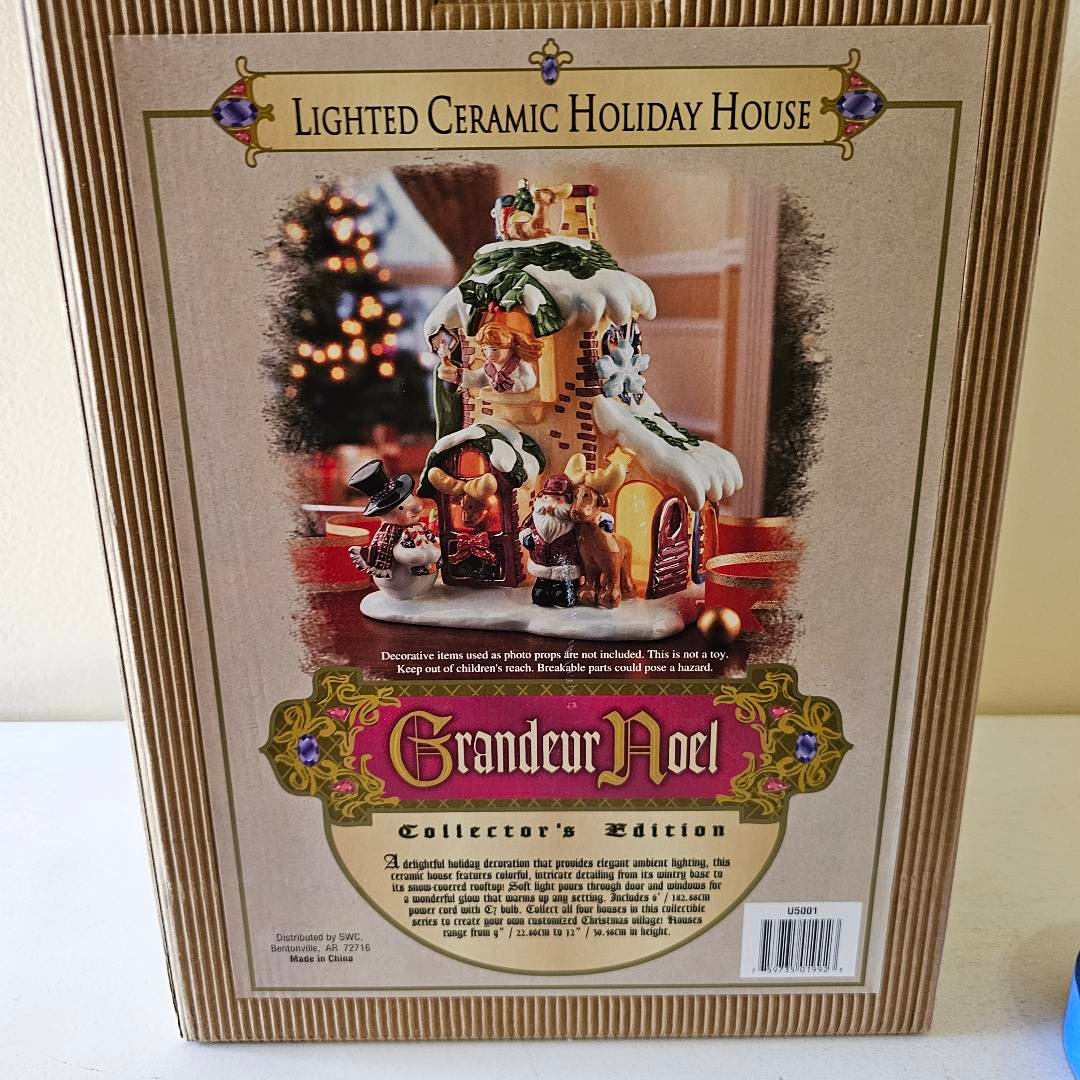 LIGHTED CERAMIC HOLIDAY HOUSE
Decorative items used as photo props are not included. This is not a toy.
Keep out of children's reach. Breakable parts could pose a hazard.
Grandeur Noel
Collector's Edition
A delightful holiday decoration that provides elegant ambient lighting, this
ceramic house features colorful, intricate detailing from its wintry base to
its snow-covered rooftop! Soft light pours through door and windows for
a wonderful glow that warms up any setting. Includes 6' / 182.88cm
power cord with C7 bulb. Collect all four houses in this collectible
series to create your own customized Christmas village! Houses
range from 9" / 22.86cm to 12" / 30.48cm in height.
Distributed by SWC,
Bentonville, AR 72716
Made in China
U5001